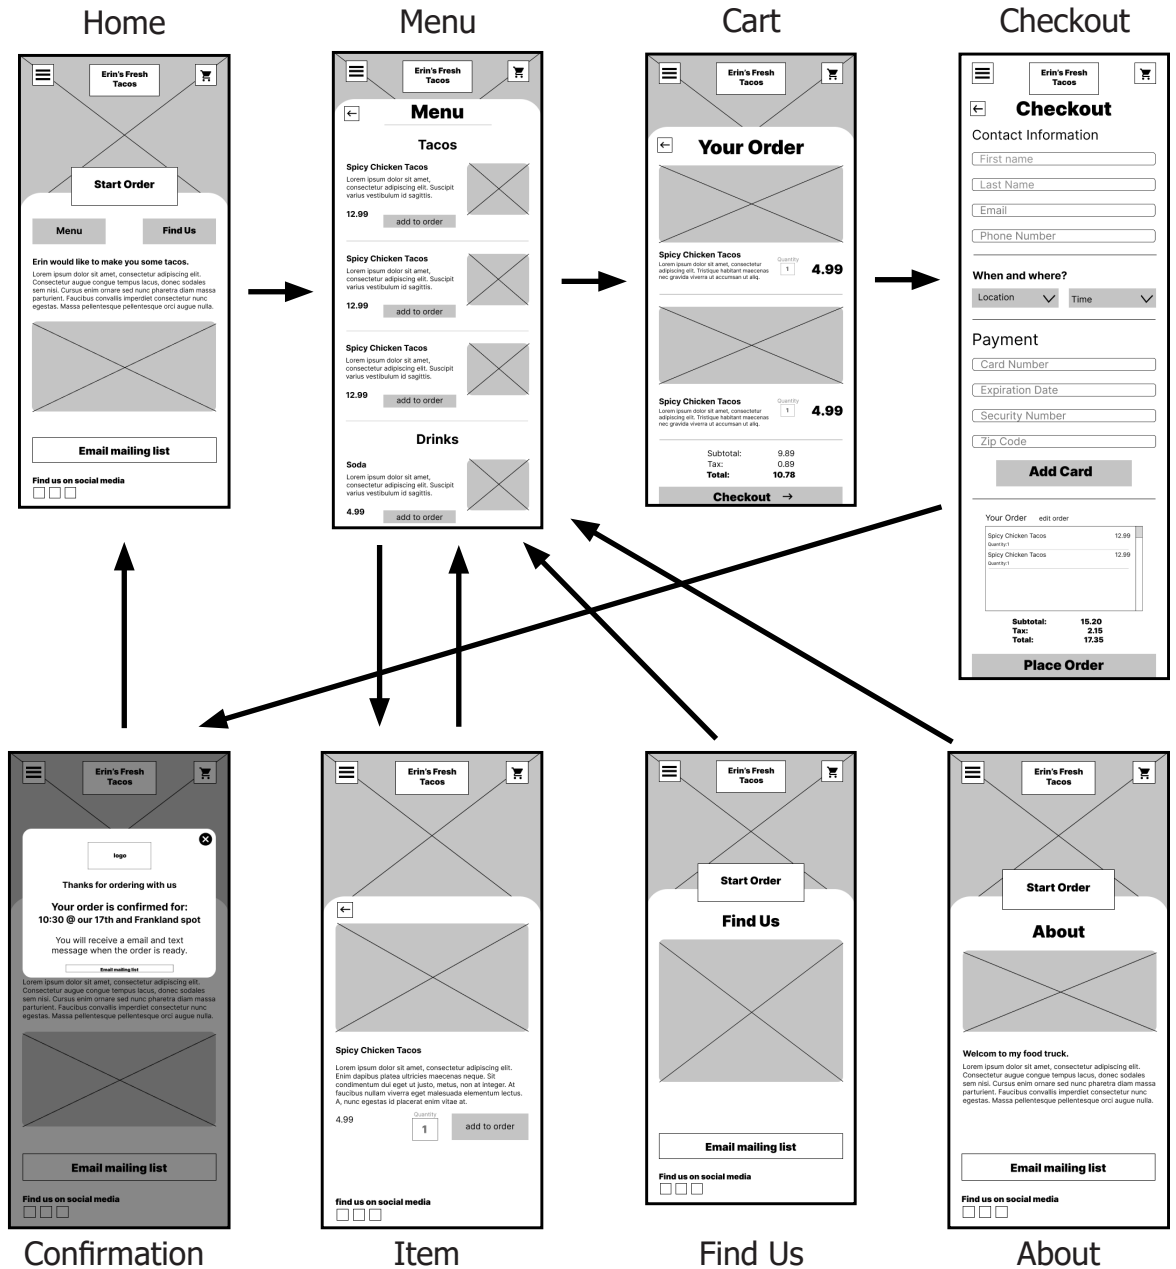 Home
Menu
Cart
Checkout
Erin's Fresh
Tacos
Start Order
Menu
Find Us
Erin would like to make you some tacos.
Lorem ipsum dolor sit amet, consectetur adipiscing elit.
Consectetur augue congue tempus lacus, donec sodales
sem nisi. Cursus enim ornare sed nunc pharetra diam massa
parturient. Faucibus convallis imperdiet consectetur nunc
egestas. Massa pellentesque pellentesque orci augue nulla.
Email mailing list
Find us on social media
Erin's Fresh
Tacos
Menu
Tacos
Spicy Chicken Tacos
Lorem ipsum dolor sit amet,
consectetur adipiscing elit. Suscipit
varius vestibulum id sagittis.
12.99
add to order
Spicy Chicken Tacos
Lorem ipsum dolor sit amet,
consectetur adipiscing elit. Suscipit
varius vestibulum id sagittis.
12.99
add to order
Spicy Chicken Tacos
Lorem ipsum dolor sit amet,
consectetur adipiscing elit. Suscipit
varius vestibulum id sagittis.
12.99
add to order
Drinks
Soda
Lorem ipsum dolor sit amet,
consectetur adipiscing elit. Suscipit
varius vestibulum id sagittis.
4.99
add to order
Erin's Fresh
Tacos
Your Order
Spicy Chicken Tacos
Lorem ipsum dolor sit amet, consectetur
adipiscing elit. Tristique habitant maecenas
nec gravida viverra ut accumsan ut aliq.
Quantity
1
4.99
Spicy Chicken Tacos
Lorem ipsum dolor sit amet, consectetur
adipiscing elit. Tristique habitant maecenas
nec gravida viverra ut accumsan ut aliq.
Quantity
1
4.99
Subtotal: 9.89
Tax: 0.89
Total: 10.78
Checkout →
Erin's Fresh
Tacos
Checkout
Contact Information
First name
Last Name
Email
Phone Number
When and where?
Location
Time
Payment
Card Number
Expiration Date
Security Number
Zip Code
Add Card
Your Order edit order
Spicy Chicken Tacos 12.99
Quantity:1
Spicy Chicken Tacos 12.99
Quantity:1
Subtotal: 15.20
Tax: 2.15
Total: 17.35
Place Order
Erin's Fresh
Tacos
logo
Thanks for ordering with us
Your order is confirmed for:
10:30 @ our 17th and Frankland spot
You will receive a email and text
message when the order is ready.
Email mailing list
Lorem ipsum dolor sit amet, consectetur adipiscing elit.
Consectetur augue congue tempus lacus, donec sodales
sem nisi. Cursus enim ornare sed nunc pharetra diam massa
parturient. Faucibus convallis imperdiet consectetur nunc
egestas. Massa pellentesque pellentesque orci augue nulla.
Email mailing list
Find us on social media
Erin's Fresh
Tacos
Spicy Chicken Tacos
Lorem ipsum dolor sit amet, consectetur adipiscing elit.
Enim dapibus platea ultricies maecenas neque. Sit
condimentum dui eget ut justo, metus, non at integer. At
faucibus nullam viverra eget malesuada elementum lectus.
A, nunc egestas id placerat enim vitae at.
4.99
Quantity
1
add to order
find us on social media
Erin's Fresh
Tacos
Start Order
Find Us
Email mailing list
Find us on social media
Erin's Fresh
Tacos
Start Order
About
Welcom to my food truck.
Lorem ipsum dolor sit amet, consectetur adipiscing elit.
Consectetur augue congue tempus lacus, donec sodales
sem nisi. Cursus enim ornare sed nunc pharetra diam massa
parturient. Faucibus convallis imperdiet consectetur nunc
egestas. Massa pellentesque pellentesque orci augue nulla.
Email mailing list
Find us on social media
Confirmation
Item
Find Us
About